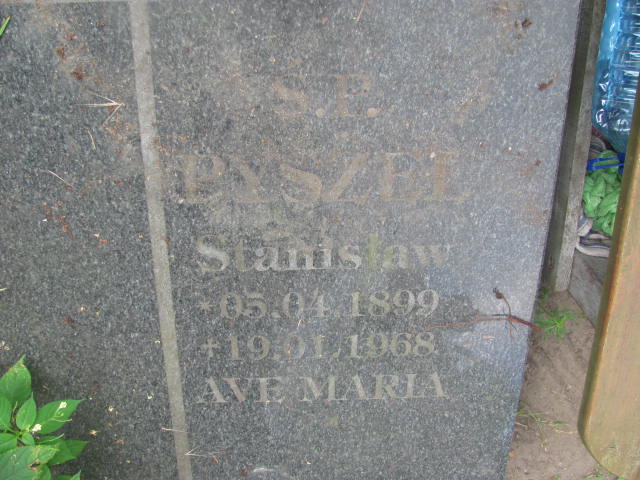 Ś.P.
PYSZEL
Stanisław
*05.04.1899
+19.01.1968
AVE MARIA